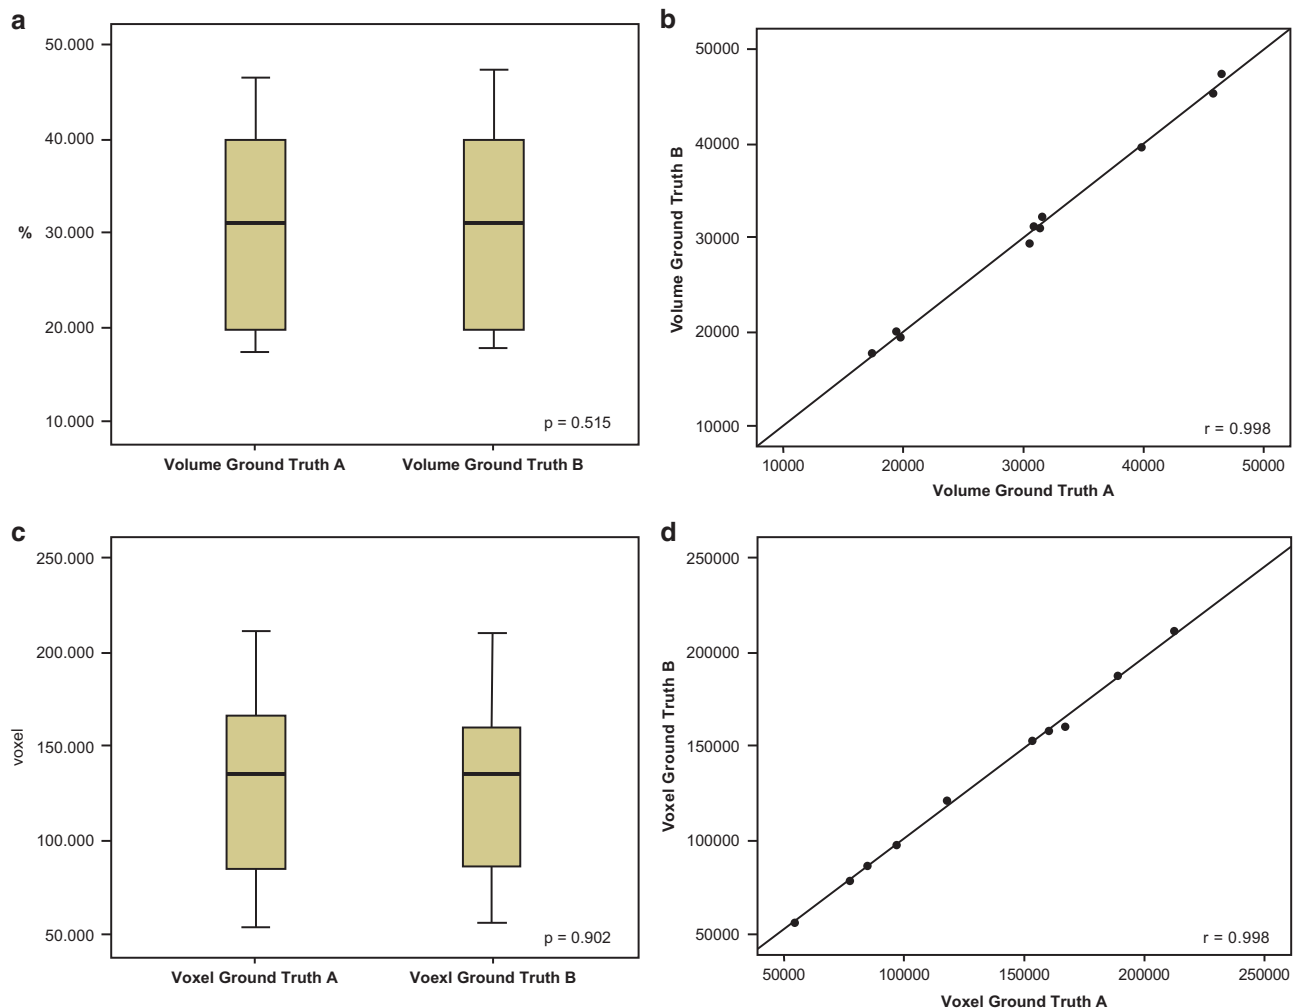 a
50.000
40.000
%
30.000
20.000
10.000
p = 0.515
Volume Ground Truth A
Volume Ground Truth B
b
50000
40000
Volume Ground Truth B
30000
20000
10000
r = 0.998
10000 20000 30000 40000 50000
Volume Ground Truth A
c
250.000
200.000
voxel
150.000
100.000
50.000
p = 0.902
Voxel Ground Truth A
Voexl Ground Truth B
d
250000
200000
Voxel Ground Truth B
150000
100000
50000
r = 0.998
50000 100000 150000 200000 250000
Voxel Ground Truth A